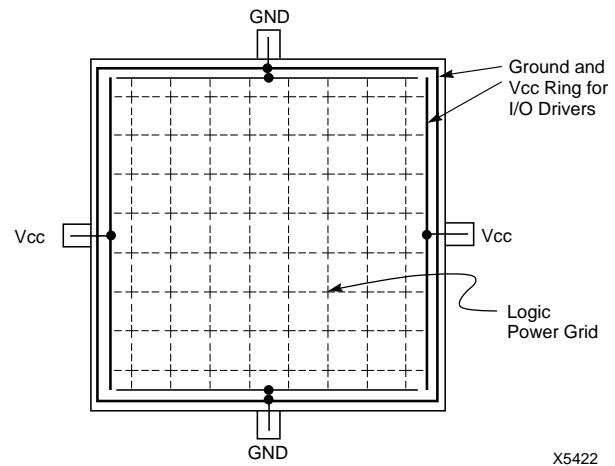 GND
Ground and
Vcc Ring for
I/O Drivers
Vcc
Vcc
Logic
Power Grid
GND
X5422